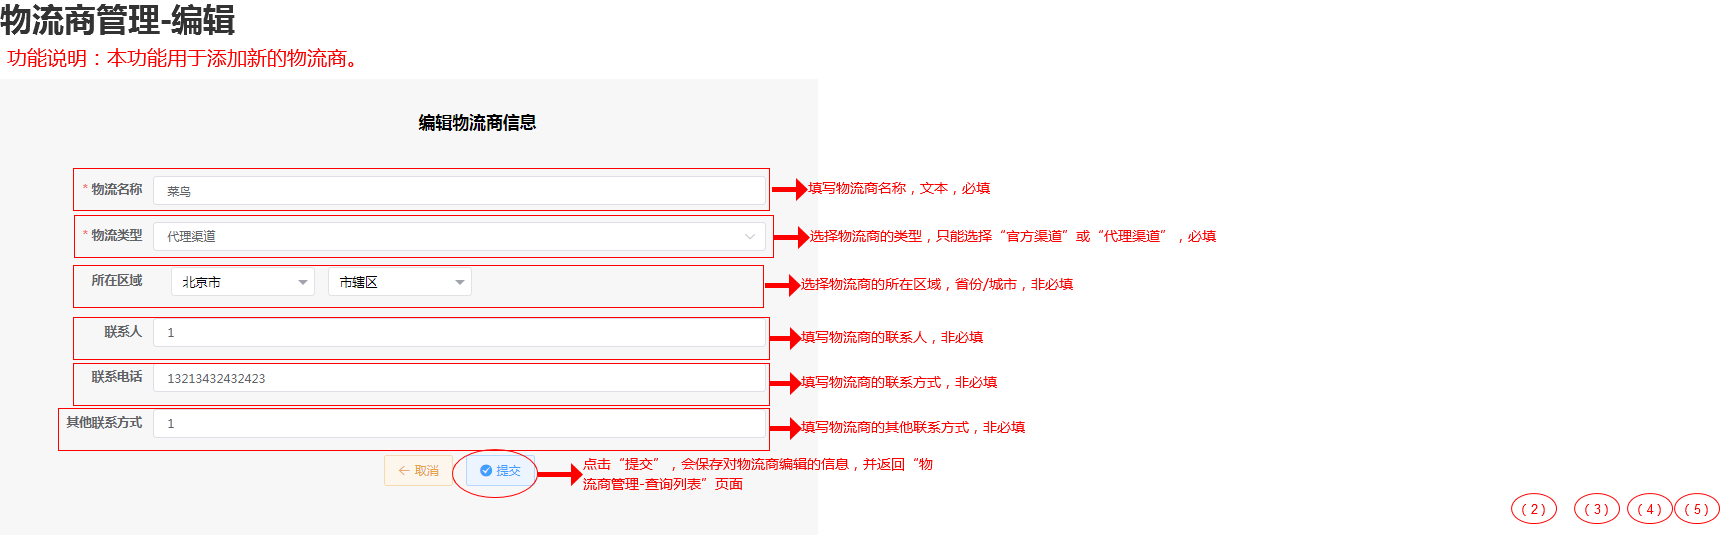 物流商管理-编辑
功能说明：本功能用于添加新的物流商。
编辑物流商信息
* 物流名称 菜鸟 填写物流商名称，文本，必填
* 物流类型 代理渠道 选择物流商的类型，只能选择“官方渠道”或“代理渠道”，必填
所在区域 北京市 市辖区 选择物流商的所在区域，省份/城市，非必填
联系人 1 填写物流商的联系人，非必填
联系电话 13213432432423 填写物流商的联系方式，非必填
其他联系方式 1 填写物流商的其他联系方式，非必填
取消 提交 点击“提交”，会保存对物流商编辑的信息，并返回“物
流商管理-查询列表”页面
（2） （3） （4） （5）